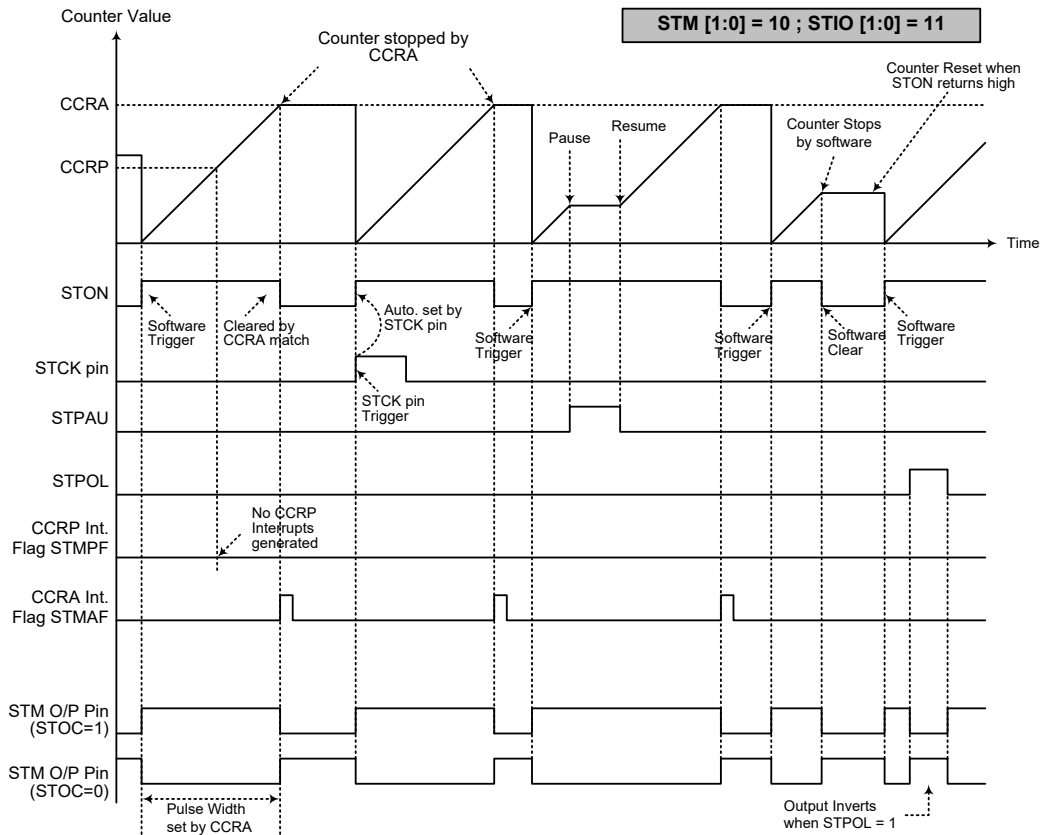 Counter Value
STM [1:0] = 10 ; STIO [1:0] = 11
Counter stopped by
CCRA
Counter Reset when
STON returns high
CCRA
Pause
Resume
Counter Stops
by software
CCRP
Time
STON
Software
Trigger
Cleared by
CCRA match
Auto. set by
STCK pin
Software
Trigger
Software
Trigger
Software
Clear
Software
Trigger
STCK pin
STCK pin
Trigger
STPAU
STPOL
No CCRP
Interrupts
generated
CCRP Int.
Flag STMPF
CCRA Int.
Flag STMAF
STM O/P Pin
(STOC=1)
STM O/P Pin
(STOC=0)
Pulse Width
set by CCRA
Output Inverts
when STPOL = 1